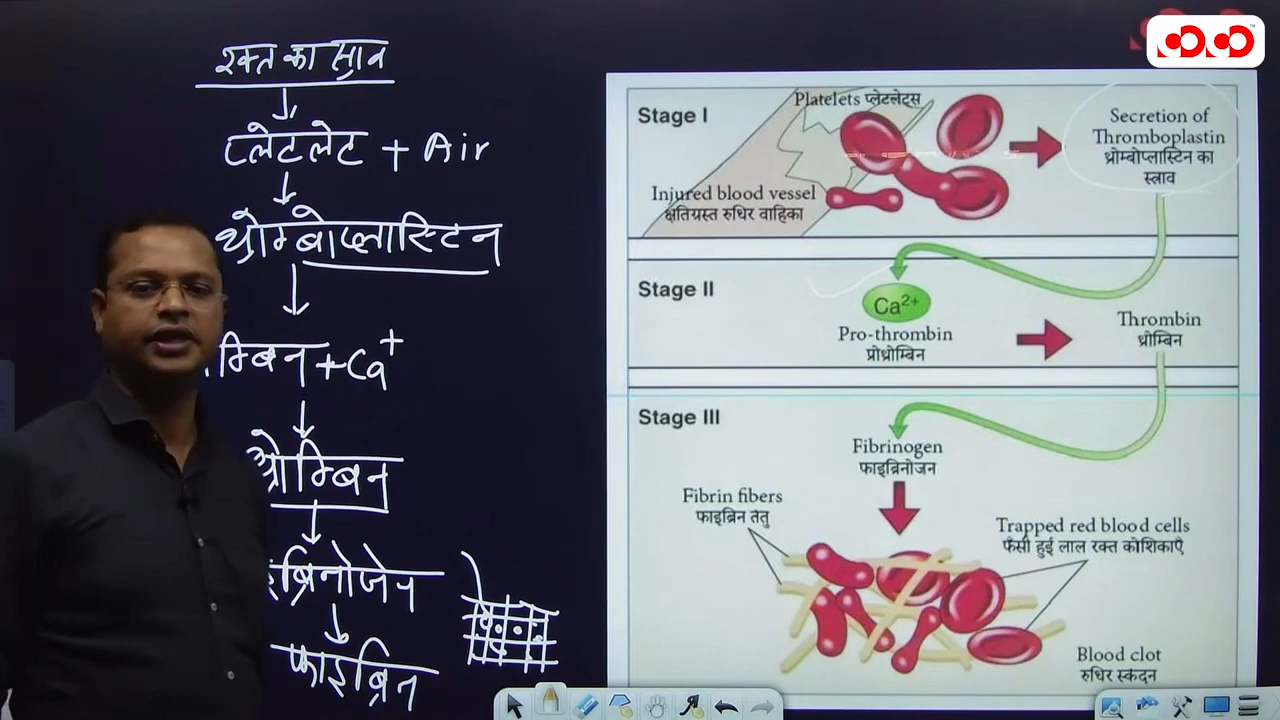 रक्त का स्राव
प्लेटलेट + Air
थ्रोम्बोप्लास्टिन
म्बिन + Ca+
थ्रोम्बिन
इब्रिनोजेन
फाइब्रिन
Stage I
Platelets प्लेटलेट्स
Injured blood vessel
क्षतिग्रस्त रुधिर वाहिका
Secretion of
Thromboplastin
थ्रोम्बोप्लास्टिन का
स्त्राव
Stage II
Ca2+
Pro-thrombin
प्रोथ्रोम्बिन
Thrombin
थ्रोम्बिन
Stage III
Fibrinogen
फाइब्रिनोजन
Fibrin fibers
फाइब्रिन तंतु
Trapped red blood cells
फँसी हुई लाल रक्त कोशिकाएँ
Blood clot
रुधिर स्कंदन